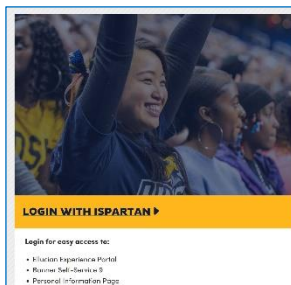 LOGIN WITH ISPARTAN
Login for easy access to:
• Ellucian Experience Portal
• Banner Self-Service 9
• Personal Information Page